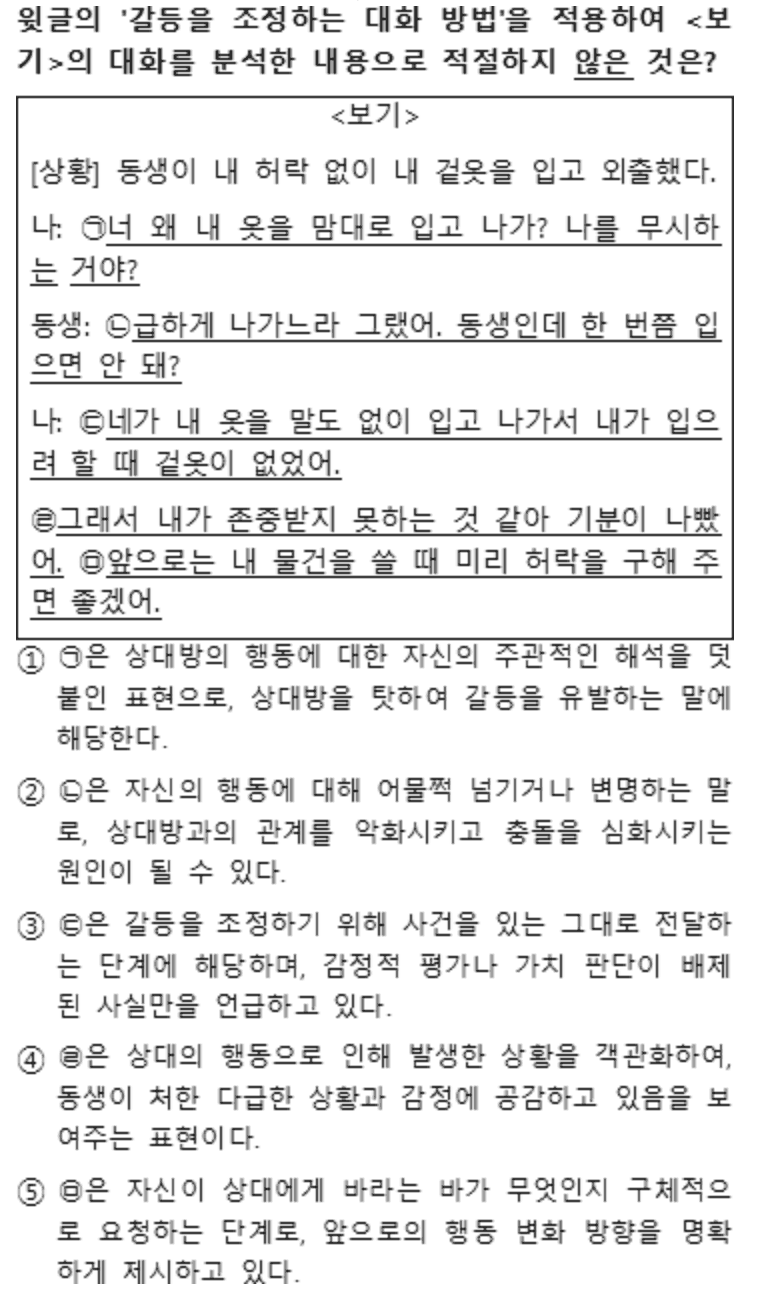 윗글의 '갈등을 조정하는 대화 방법'을 적용하여 <보
기>의 대화를 분석한 내용으로 적절하지 않은 것은?
<보기>
[상황] 동생이 내 허락 없이 내 겉옷을 입고 외출했다.
나: ㉠너 왜 내 옷을 맘대로 입고 나가? 나를 무시하
는 거야?
동생: ㉡급하게 나가느라 그랬어. 동생인데 한 번쯤 입
으면 안 돼?
나: ㉢네가 내 옷을 말도 없이 입고 나가서 내가 입으
려 할 때 겉옷이 없었어.
㉣그래서 내가 존중받지 못하는 것 같아 기분이 나빴
어. ㉤앞으로는 내 물건을 쓸 때 미리 허락을 구해 주
면 좋겠어.
① ㉠은 상대방의 행동에 대한 자신의 주관적인 해석을 덧
붙인 표현으로, 상대방을 탓하여 갈등을 유발하는 말에
해당한다.
② ㉡은 자신의 행동에 대해 어물쩍 넘기거나 변명하는 말
로, 상대방과의 관계를 악화시키고 충돌을 심화시키는
원인이 될 수 있다.
③ ㉢은 갈등을 조정하기 위해 사건을 있는 그대로 전달하
는 단계에 해당하며, 감정적 평가나 가치 판단이 배제
된 사실만을 언급하고 있다.
④ ㉣은 상대의 행동으로 인해 발생한 상황을 객관화하여,
동생이 처한 다급한 상황과 감정에 공감하고 있음을 보
여주는 표현이다.
⑤ ㉤은 자신이 상대에게 바라는 바가 무엇인지 구체적으
로 요청하는 단계로, 앞으로의 행동 변화 방향을 명확
하게 제시하고 있다.